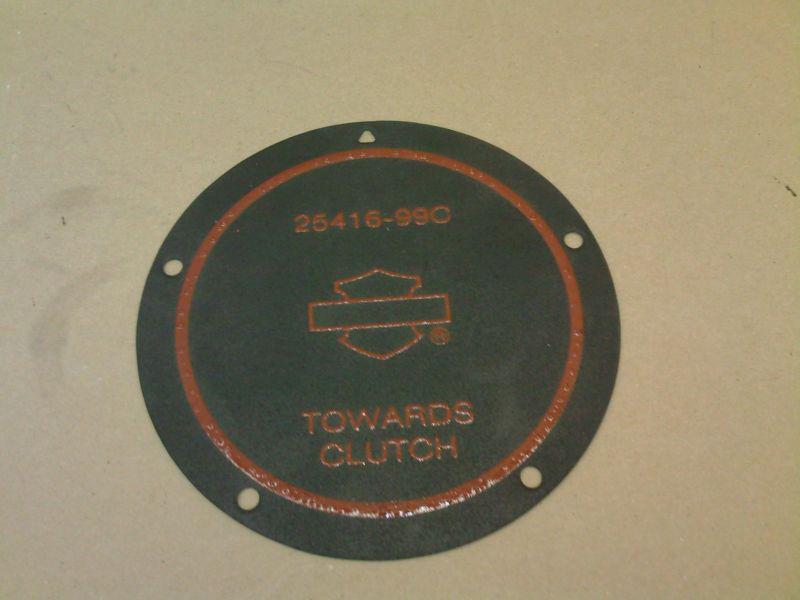 25416-99C
®
TOWARDS
CLUTCH